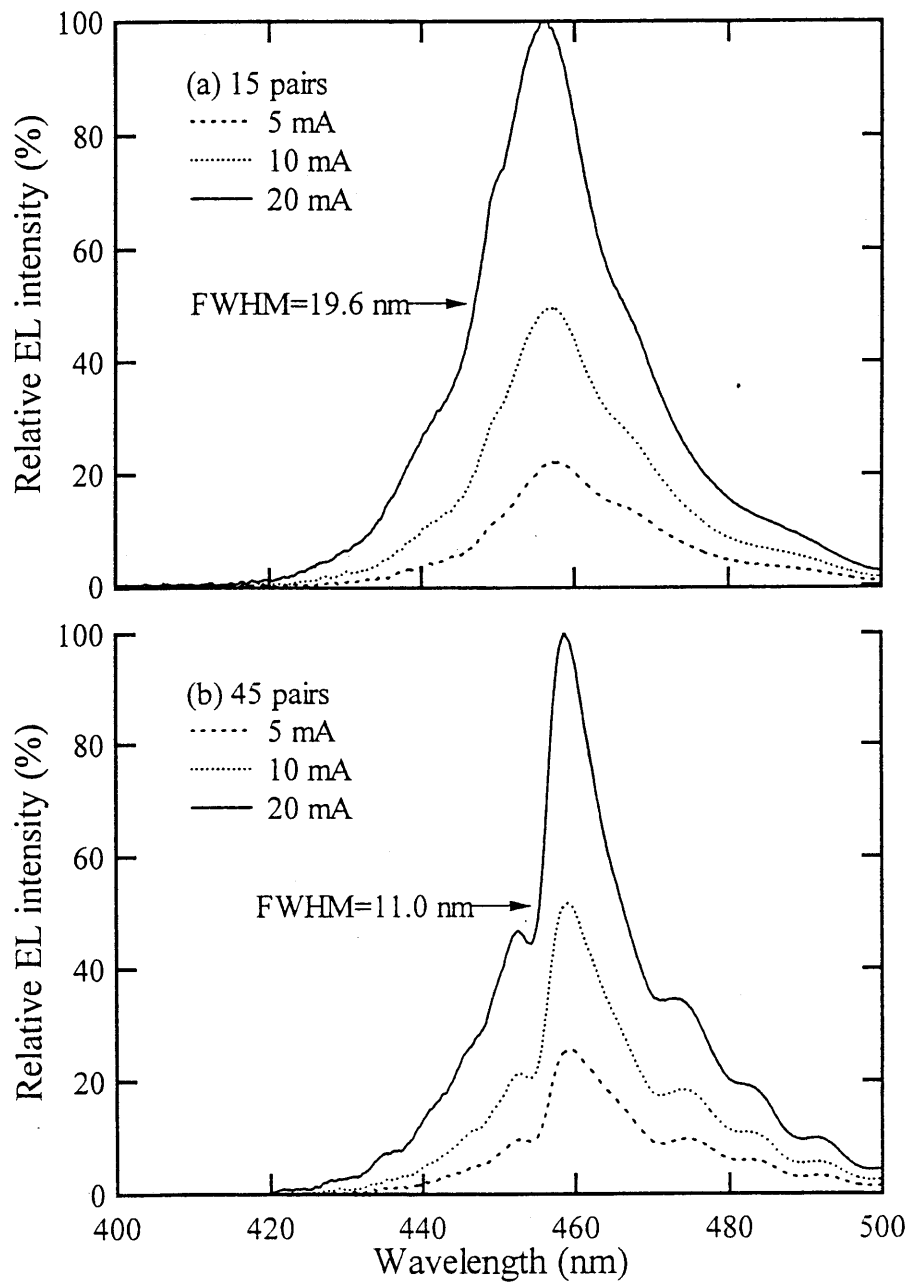 100
80
60
40
20
0
Relative EL intensity (%)
(a) 15 pairs
5 mA
10 mA
20 mA
FWHM=19.6 nm
100
80
60
40
20
0
Relative EL intensity (%)
(b) 45 pairs
5 mA
10 mA
20 mA
FWHM=11.0 nm
400 420 440 460 480 500
Wavelength (nm)